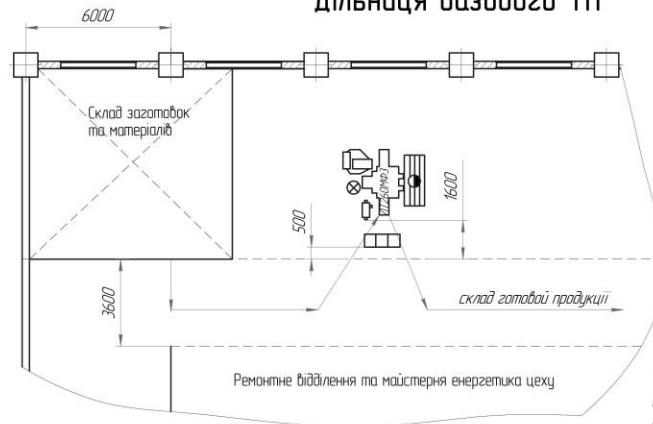 дільниця базового ТП
6000
Склад заготовок
та матеріалів
500
1600
3600
склад готовой продукції
Ремонтне відділення та майстерня енергетика цеху